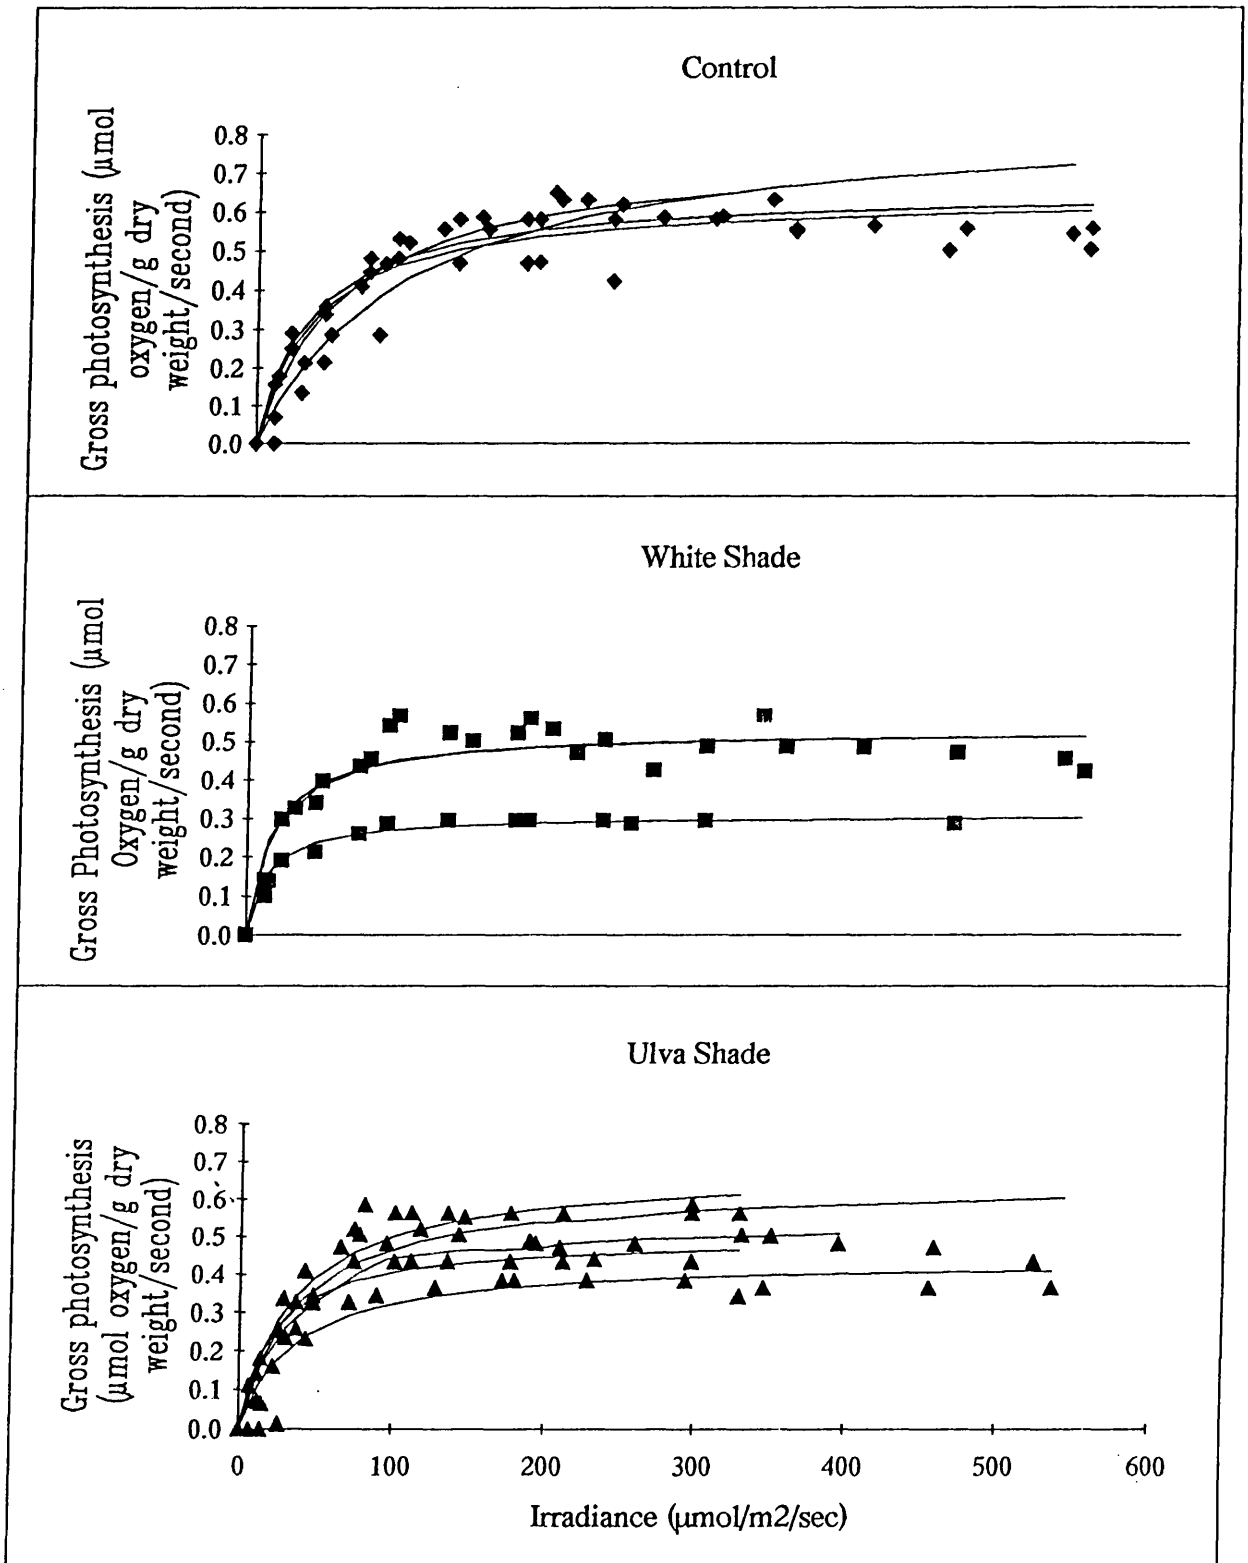 Control
Gross photosynthesis (μmol
oxygen/g dry
weight/second)
0.8
0.7
0.6
0.5
0.4
0.3
0.2
0.1
0.0
White Shade
Gross Photosynthesis (μmol
Oxygen/g dry
weight/second)
0.8
0.7
0.6
0.5
0.4
0.3
0.2
0.1
0.0
Ulva Shade
Gross photosynthesis
(μmol oxygen/g dry
weight/second)
0.8
0.7
0.6
0.5
0.4
0.3
0.2
0.1
0.0
0 100 200 300 400 500 600
Irradiance (μmol/m2/sec)